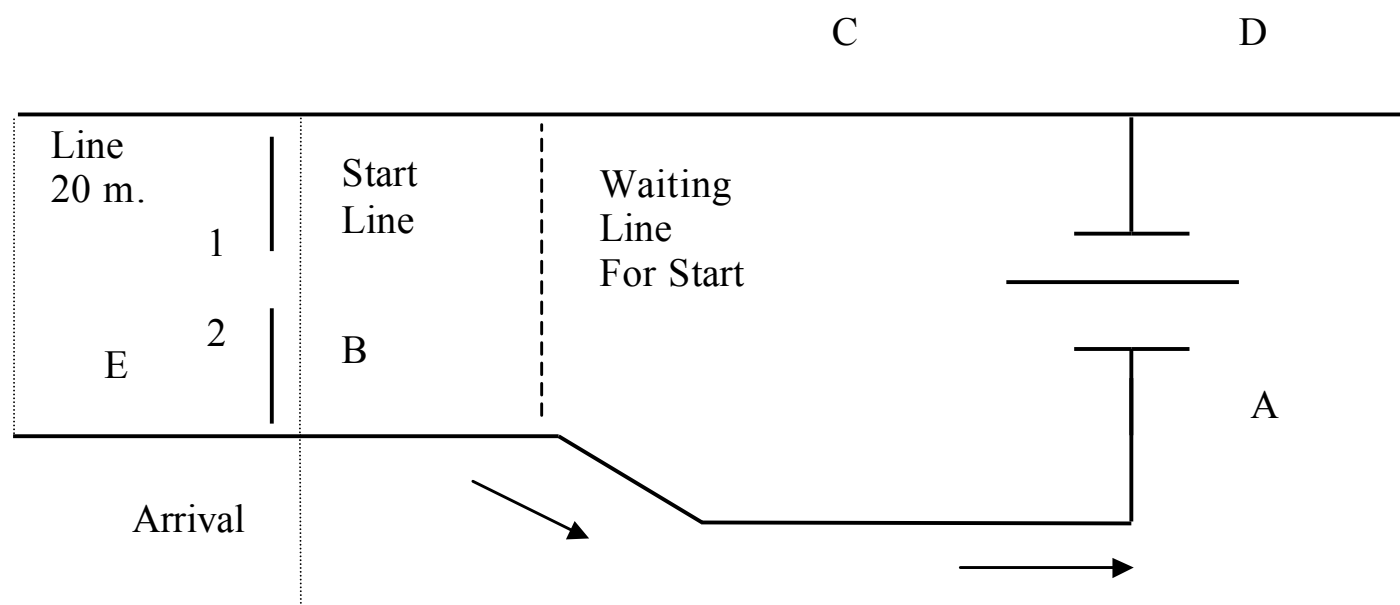 C
D
Line
20 m.
1
2
E
Start
Line
B
Waiting
Line
For Start
A
Arrival